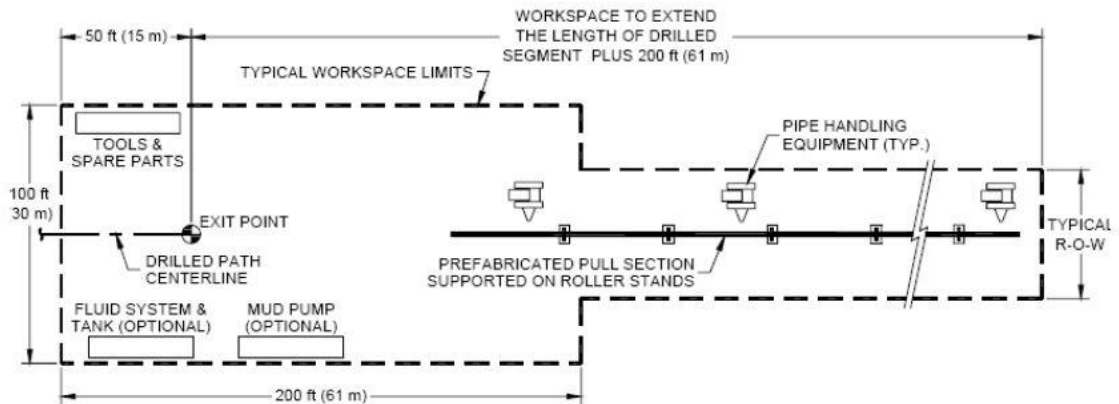 50 ft (15 m)
WORKSPACE TO EXTEND
THE LENGTH OF DRILLED
SEGMENT PLUS 200 ft (61 m)
TYPICAL WORKSPACE LIMITS
TOOLS &
SPARE PARTS
PIPE HANDLING
EQUIPMENT (TYP.)
100 ft
30 m)
EXIT POINT
TYPICAL
R-O-W
DRILLED PATH
CENTERLINE
PREFABRICATED PULL SECTION
SUPPORTED ON ROLLER STANDS
FLUID SYSTEM &
TANK (OPTIONAL)
MUD PUMP
(OPTIONAL)
200 ft (61 m)